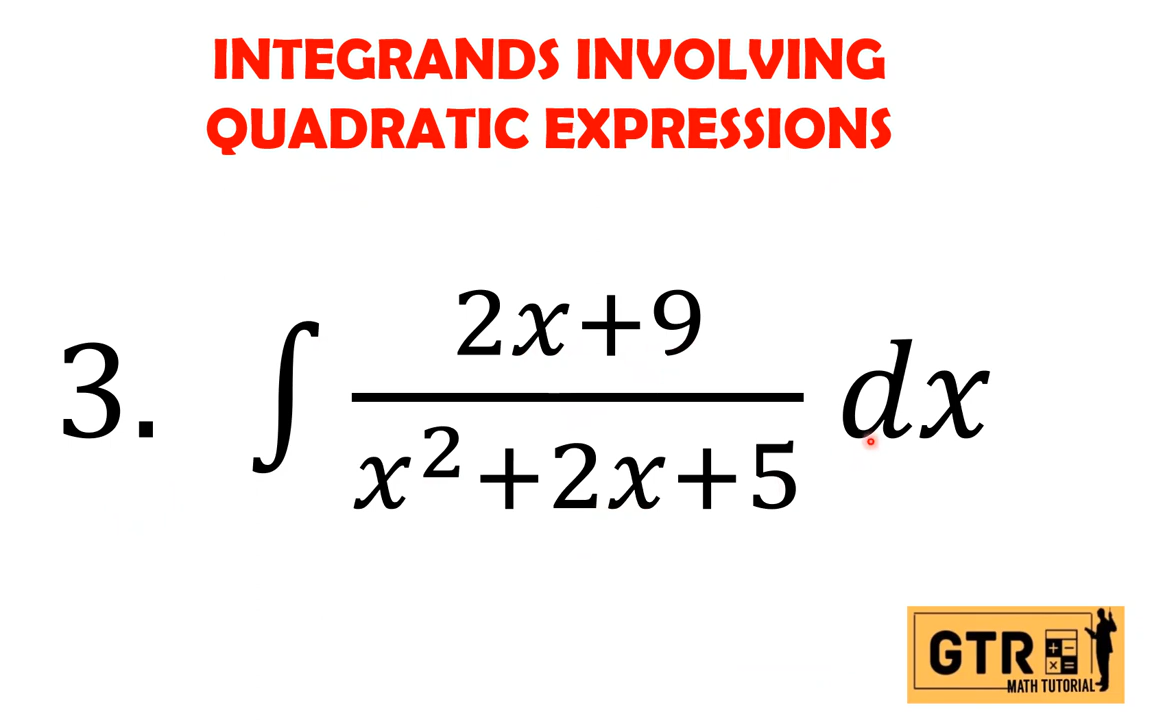 INTEGRANDS INVOLVING
QUADRATIC EXPRESSIONS
3. ∫ 2x+9
x²+2x+5 dx
GTR
+ −
× =
MATH TUTORIAL